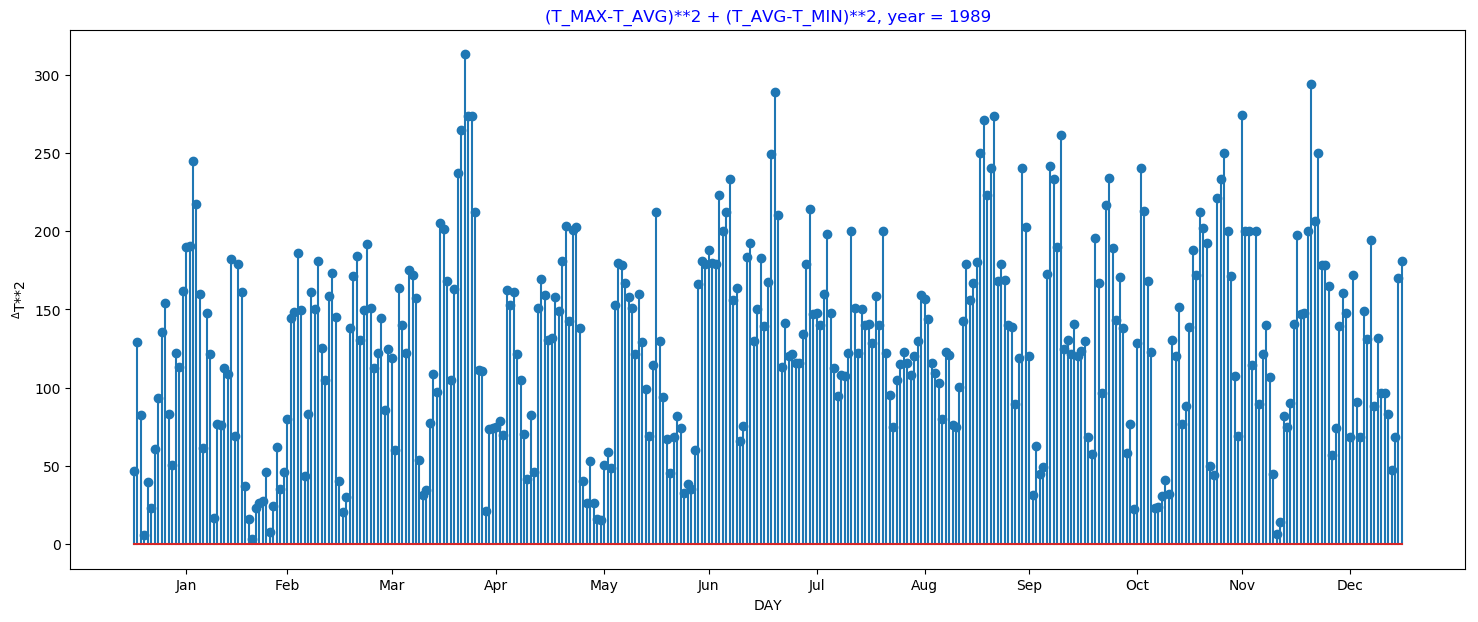 (T_MAX-T_AVG)**2 + (T_AVG-T_MIN)**2, year = 1989
ΔT**2
300
250
200
150
100
50
0
Jan Feb Mar Apr May Jun Jul Aug Sep Oct Nov Dec
DAY